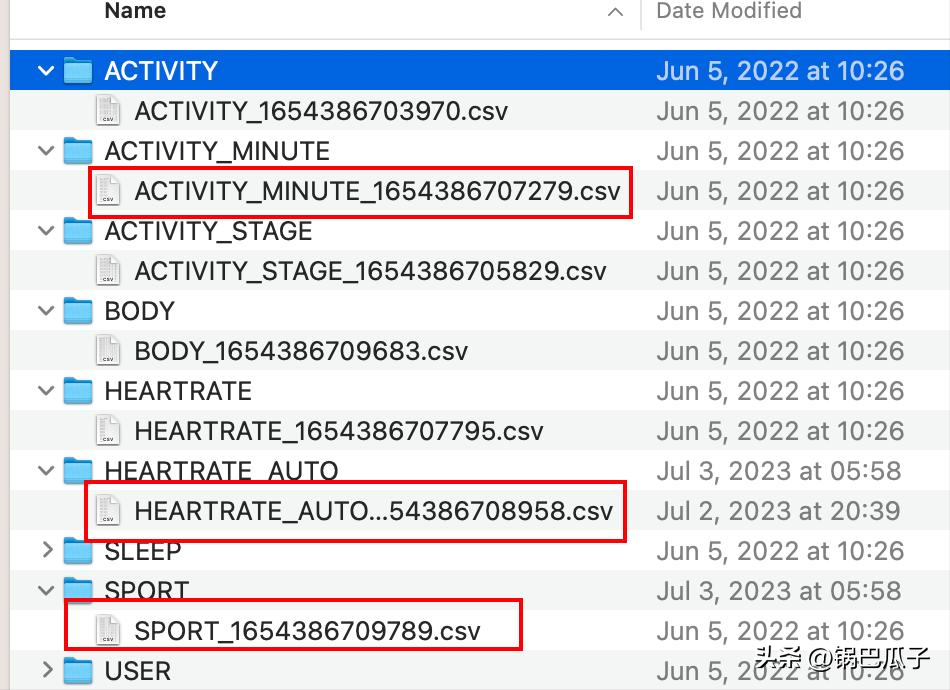 Name Date Modified
ACTIVITY Jun 5, 2022 at 10:26
ACTIVITY_1654386703970.csv Jun 5, 2022 at 10:26
ACTIVITY_MINUTE Jun 5, 2022 at 10:26
ACTIVITY_MINUTE_1654386707279.csv Jun 5, 2022 at 10:26
ACTIVITY_STAGE Jun 5, 2022 at 10:26
ACTIVITY_STAGE_1654386705829.csv Jun 5, 2022 at 10:26
BODY Jun 5, 2022 at 10:26
BODY_1654386709683.csv Jun 5, 2022 at 10:26
HEARTRATE Jun 5, 2022 at 10:26
HEARTRATE_1654386707795.csv Jun 5, 2022 at 10:26
HEARTRATE_AUTO Jul 3, 2023 at 05:58
HEARTRATE_AUTO...54386708958.csv Jul 2, 2023 at 20:39
SLEEP Jun 5, 2022 at 10:26
SPORT Jul 3, 2023 at 05:58
SPORT_1654386709789.csv Jun 5, 2022 at 10:26
USER Jun 5, 2022 at 10:26
头条 @锅巴瓜子